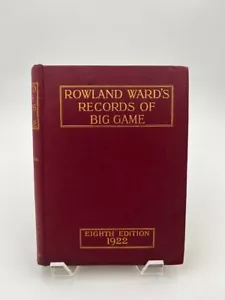 ROWLAND WARD'S
RECORDS OF
BIG GAME
EIGHTH EDITION
1922